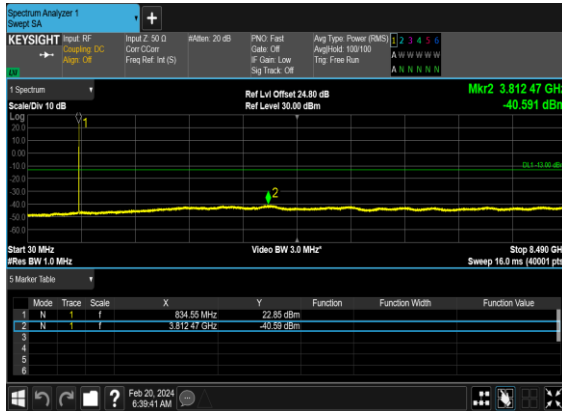 Spectrum Analyzer 1
Swept SA
+
KEYSIGHT Input: RF Input Z: 50 Ω #Atten: 20 dB PNO: Fast Avg Type: Power (RMS) 1 2 3 4 5 6
Coupling: DC Corr CCorr Gate: Off Avg|Hold: 100/100 A W W W W W
Align: Off Freq Ref: Int (S) IF Gain: Low Trig: Free Run
Sig Track: Off A N N N N N
1 Spectrum Ref Lvl Offset 24.80 dB Mkr2 3.812 47 GHz
Scale/Div 10 dB Ref Level 30.00 dBm -40.591 dBm
Log
20.0
10.0
0.00
-10.0
-20.0
-30.0
-40.0
-50.0
-60.0
1
DL1 -13.00 dBm
2
Start 30 MHz Video BW 3.0 MHz* Stop 8.490 GHz
#Res BW 1.0 MHz Sweep 16.0 ms (40001 pts)
5 Marker Table
Mode Trace Scale X Y Function Function Width Function Value
1 N 1 f 834.55 MHz 22.85 dBm
2 N 1 f 3.812 47 GHz -40.59 dBm
3
4
5
6
? Feb 20, 2024
6:39:41 AM